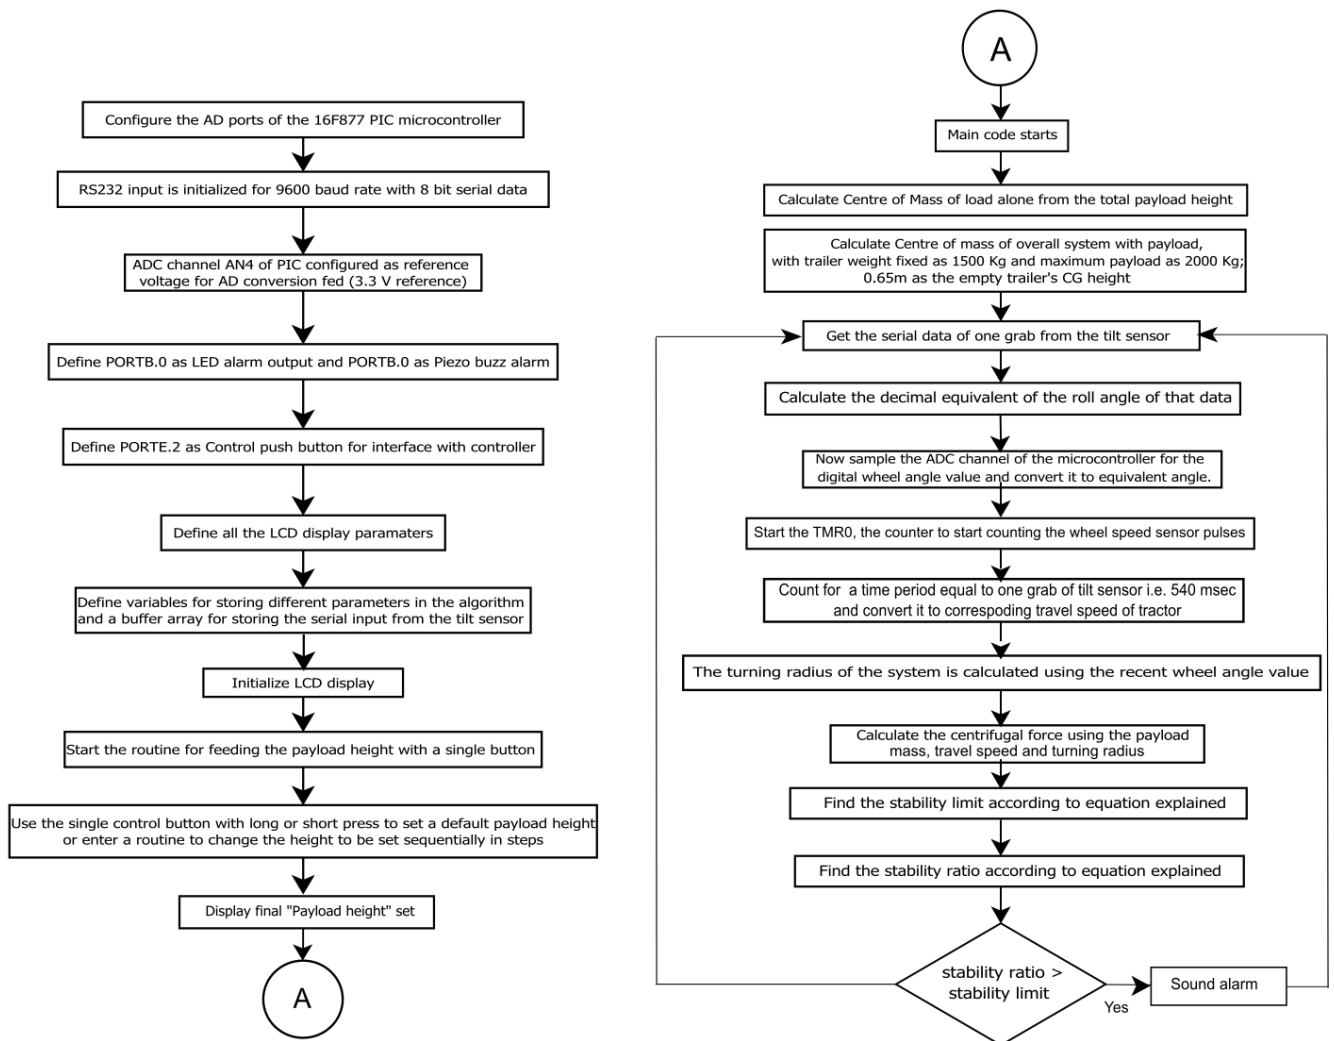 Configure the AD ports of the 16F877 PIC microcontroller
RS232 input is initialized for 9600 baud rate with 8 bit serial data
ADC channel AN4 of PIC configured as reference
voltage for AD conversion fed (3.3 V reference)
Define PORTB.0 as LED alarm output and PORTB.0 as Piezo buzz alarm
Define PORTE.2 as Control push button for interface with controller
Define all the LCD display paramaters
Define variables for storing different parameters in the algorithm
and a buffer array for storing the serial input from the tilt sensor
Initialize LCD display
Start the routine for feeding the payload height with a single button
Use the single control button with long or short press to set a default payload height
or enter a routine to change the height to be set sequentially in steps
Display final "Payload height" set
A
A
Main code starts
Calculate Centre of Mass of load alone from the total payload height
Calculate Centre of mass of overall system with payload,
with trailer weight fixed as 1500 Kg and maximum payload as 2000 Kg;
0.65m as the empty trailer's CG height
Get the serial data of one grab from the tilt sensor
Calculate the decimal equivalent of the roll angle of that data
Now sample the ADC channel of the microcontroller for the
digital wheel angle value and convert it to equivalent angle.
Start the TMR0, the counter to start counting the wheel speed sensor pulses
Count for a time period equal to one grab of tilt sensor i.e. 540 msec
and convert it to correspoding travel speed of tractor
The turning radius of the system is calculated using the recent wheel angle value
Calculate the centrifugal force using the payload
mass, travel speed and turning radius
Find the stability limit according to equation explained
Find the stability ratio according to equation explained
stability ratio >
stability limit
Yes
Sound alarm